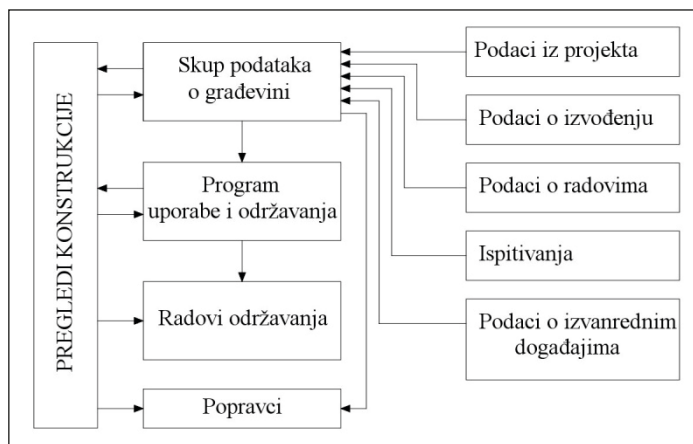 PREGLEDI KONSTRUKCIJE
Skup podataka
o građevini
Program
uporabe i održavanja
Radovi održavanja
Popravci
Podaci iz projekta
Podaci o izvođenju
Podaci o radovima
Ispitivanja
Podaci o izvanrednim
događajima